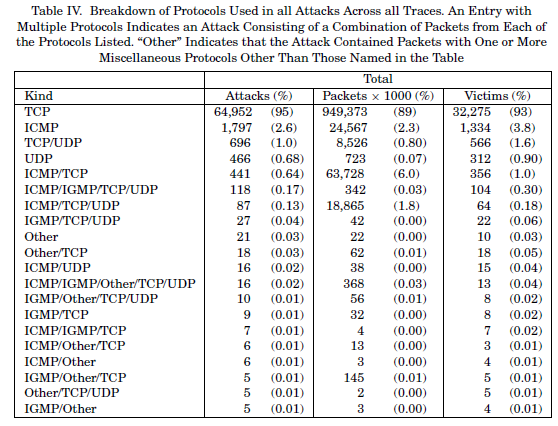 Table IV. Breakdown of Protocols Used in all Attacks Across all Traces. An Entry with
Multiple Protocols Indicates an Attack Consisting of a Combination of Packets from Each of
the Protocols Listed. “Other” Indicates that the Attack Contained Packets with One or More
Miscellaneous Protocols Other Than Those Named in the Table
Total
Kind Attacks (%) Packets × 1000 (%) Victims (%)
TCP 64,952 (95) 949,373 (89) 32,275 (93)
ICMP 1,797 (2.6) 24,567 (2.3) 1,334 (3.8)
TCP/UDP 696 (1.0) 8,526 (0.80) 566 (1.6)
UDP 466 (0.68) 723 (0.07) 312 (0.90)
ICMP/TCP 441 (0.64) 63,728 (6.0) 356 (1.0)
ICMP/IGMP/TCP/UDP 118 (0.17) 342 (0.03) 104 (0.30)
ICMP/TCP/UDP 87 (0.13) 18,865 (1.8) 64 (0.18)
IGMP/TCP/UDP 27 (0.04) 42 (0.00) 22 (0.06)
Other 21 (0.03) 22 (0.00) 10 (0.03)
Other/TCP 18 (0.03) 62 (0.01) 18 (0.05)
ICMP/UDP 16 (0.02) 38 (0.00) 15 (0.04)
ICMP/IGMP/Other/TCP/UDP 16 (0.02) 368 (0.03) 13 (0.04)
IGMP/Other/TCP/UDP 10 (0.01) 56 (0.01) 8 (0.02)
IGMP/TCP 9 (0.01) 32 (0.00) 8 (0.02)
ICMP/IGMP/TCP 7 (0.01) 4 (0.00) 7 (0.02)
ICMP/Other/TCP 6 (0.01) 13 (0.00) 3 (0.01)
ICMP/Other 6 (0.01) 3 (0.00) 4 (0.01)
IGMP/Other/TCP 5 (0.01) 145 (0.01) 5 (0.01)
Other/TCP/UDP 5 (0.01) 2 (0.00) 5 (0.01)
IGMP/Other 5 (0.01) 3 (0.00) 4 (0.01)